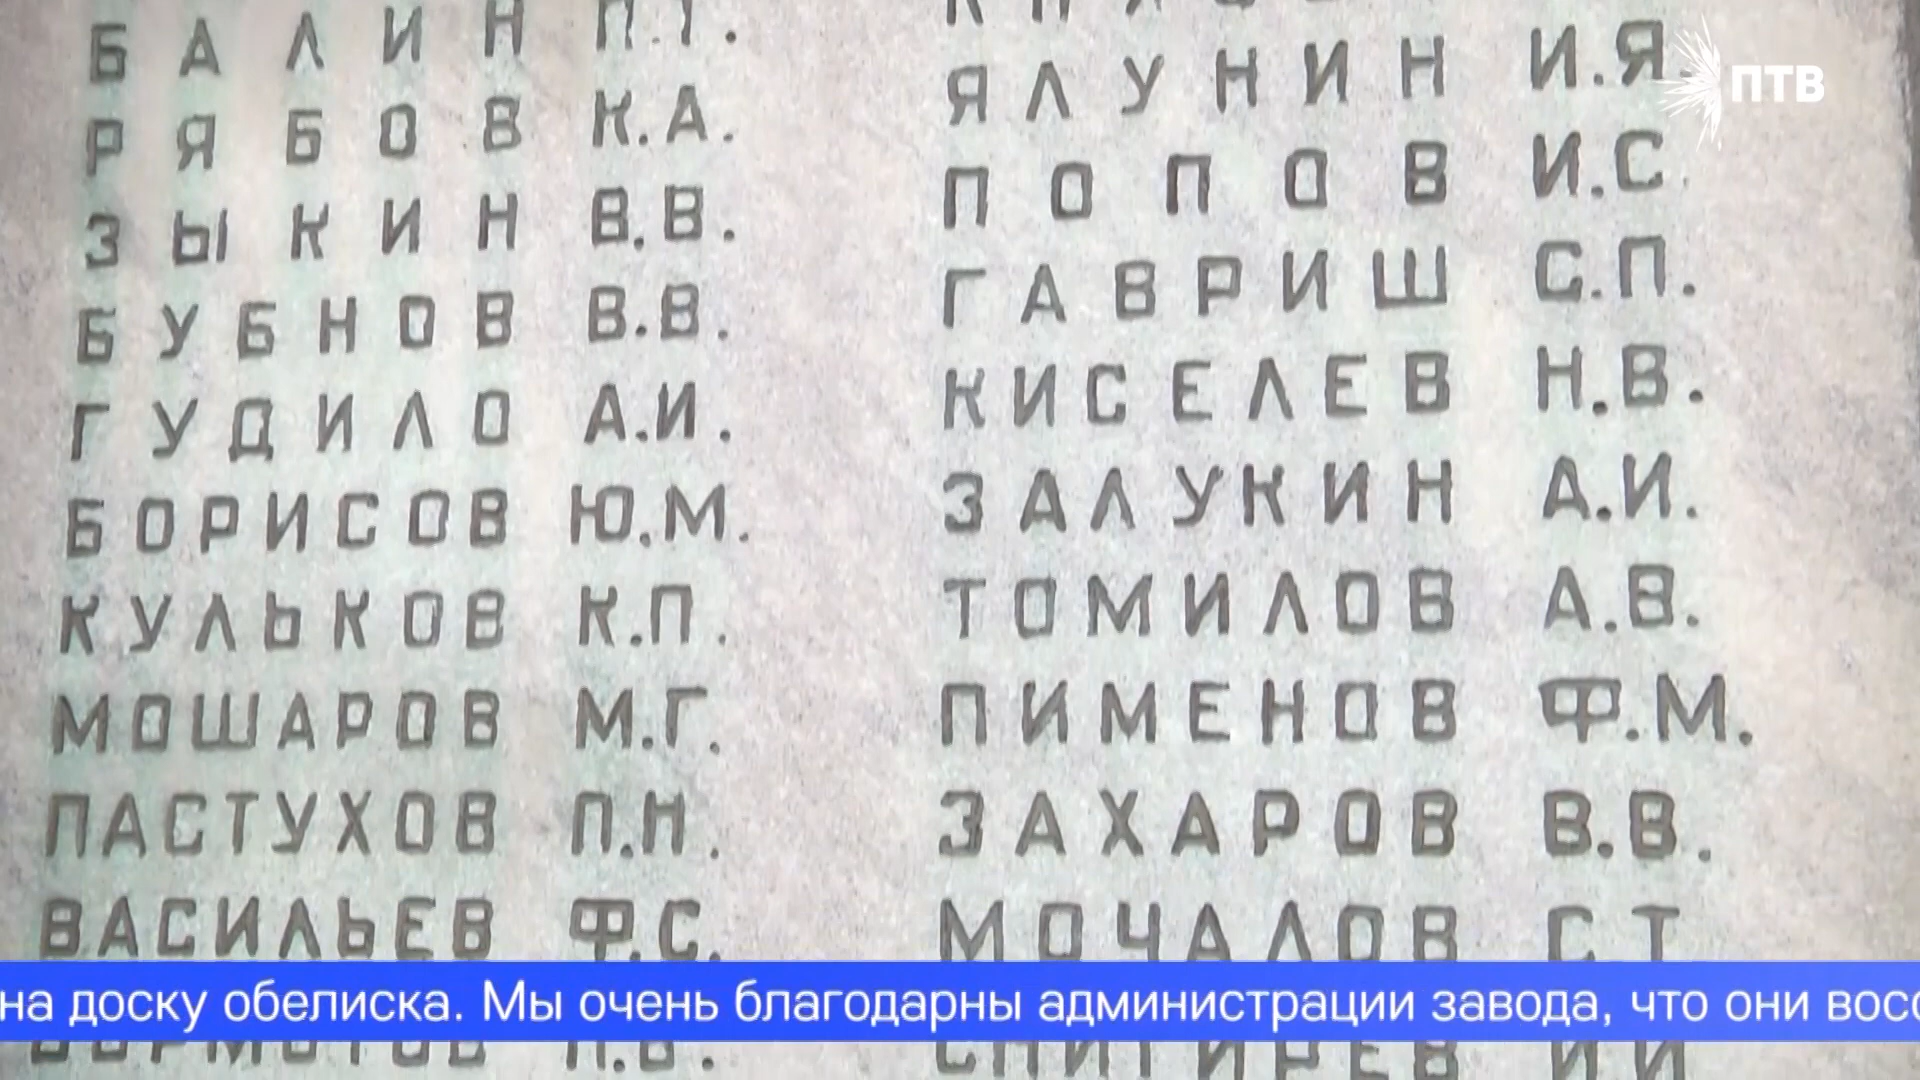 БАЛИН П.Т.
РЯБОВ К.А.
ЗЫКИН В.В.
БУБНОВ В.В.
ГУДИЛО А.И.
БОРИСОВ Ю.М.
КУЛЬКОВ К.П.
МОШАРОВ М.Г.
ПАСТУХОВ П.Н.
ВАСИЛЬЕВ Ф.С.
ЯЛУНИН И.Я.
ПОПОВ И.С.
ГАВРИШ С.П.
КИСЕЛЕВ Н.В.
ЗАЛУКИН А.И.
ТОМИЛОВ А.В.
ПИМЕНОВ Ф.М.
ЗАХАРОВ В.В.
МОЧАЛОВ С Т
ПТВ
на доску обелиска. Мы очень благодарны администрации завода, что они